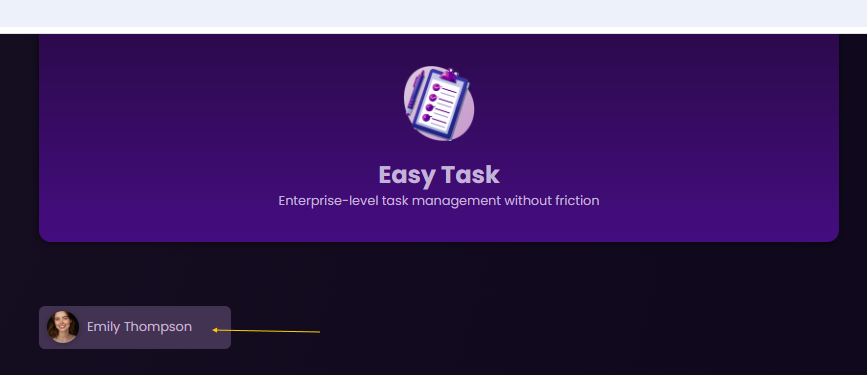 Easy Task
Enterprise-level task management without friction
Emily Thompson